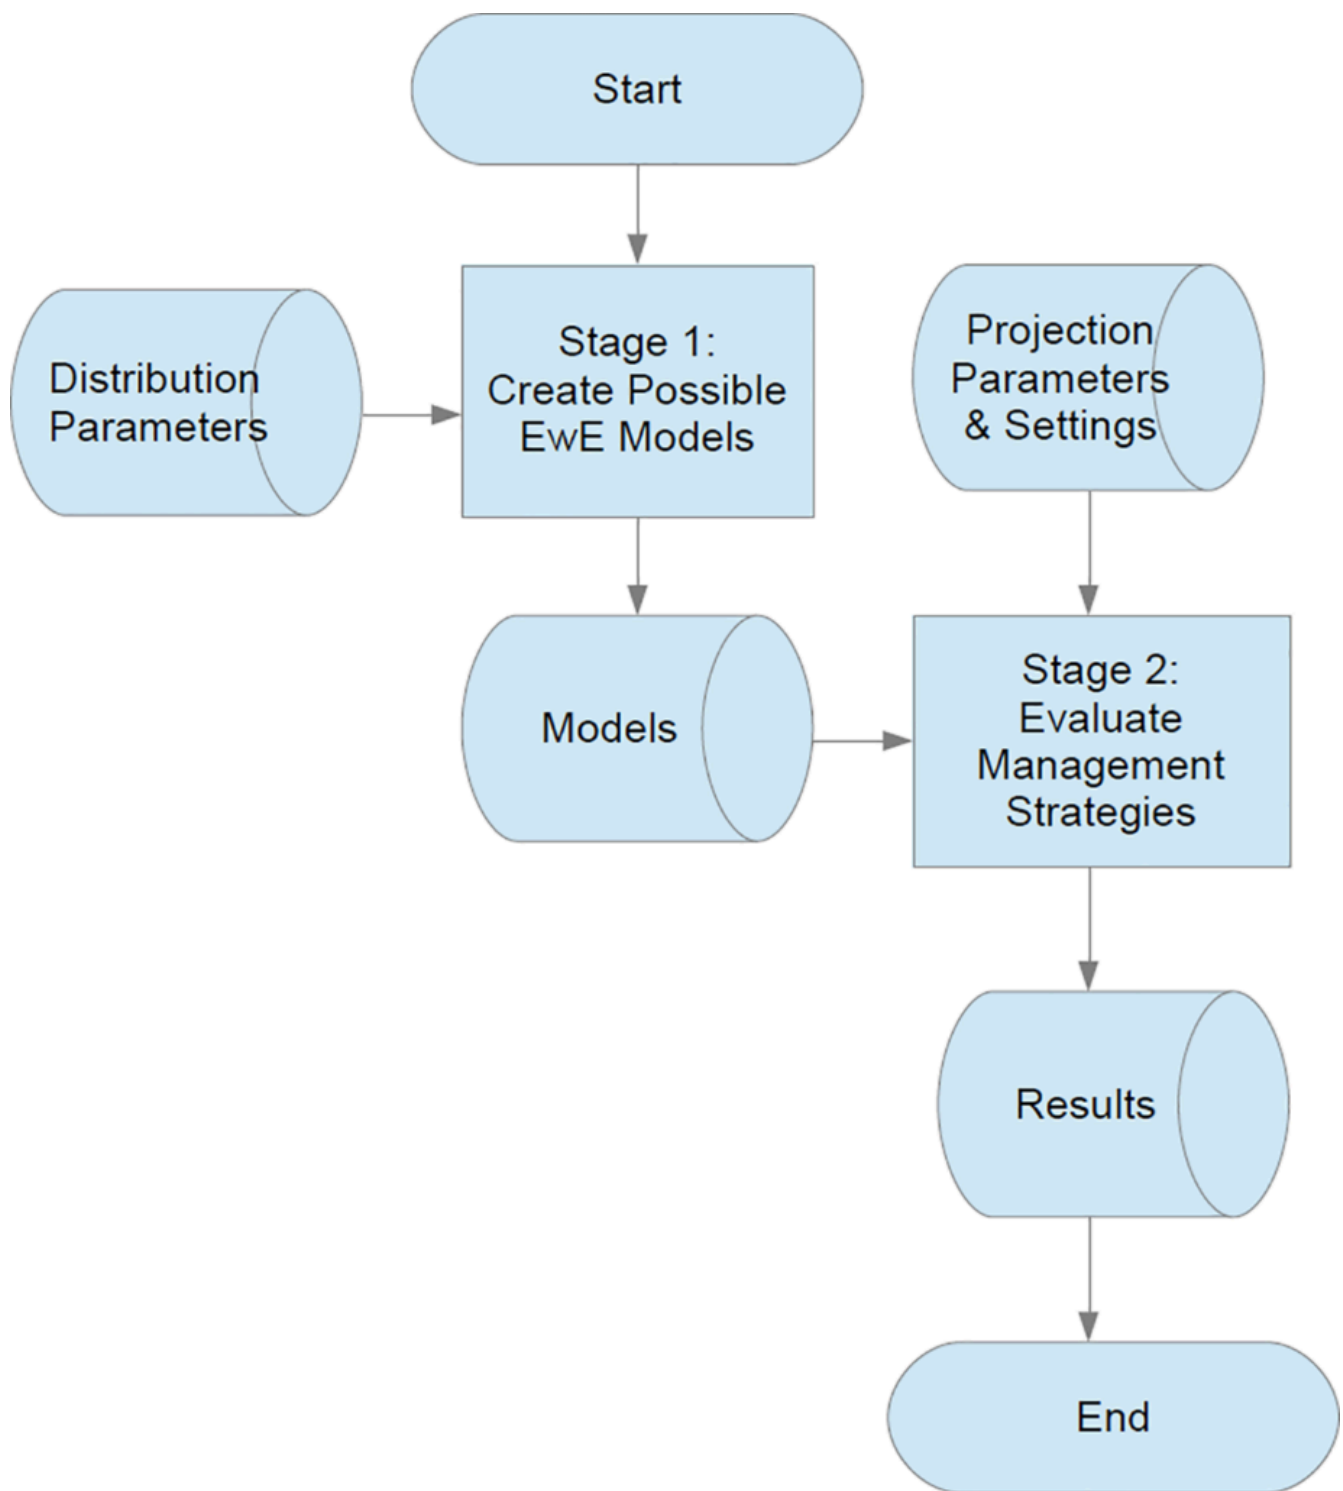 Start
Stage 1:
Create Possible
EwE Models
Distribution
Parameters
Projection
Parameters
& Settings
Models
Stage 2:
Evaluate
Management
Strategies
Results
End